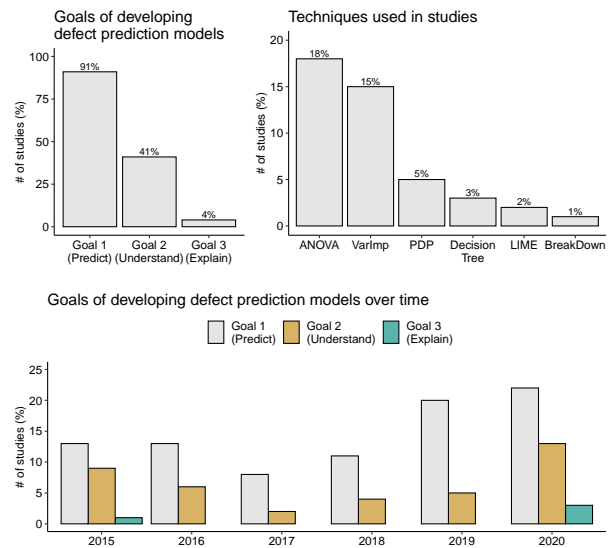 Goals of developing
defect prediction models
# of studies (%)
100
75
50
25
0
91%
41%
4%
Goal 1
(Predict)
Goal 2
(Understand)
Goal 3
(Explain)
Techniques used in studies
# of studies (%)
20
15
10
5
0
18%
15%
5%
3%
2%
1%
ANOVA
VarImp
PDP
Decision
Tree
LIME
BreakDown
Goals of developing defect prediction models over time
Goal 1
(Predict)
Goal 2
(Understand)
Goal 3
(Explain)
# of studies (%)
25
20
15
10
5
0
2015
2016
2017
2018
2019
2020